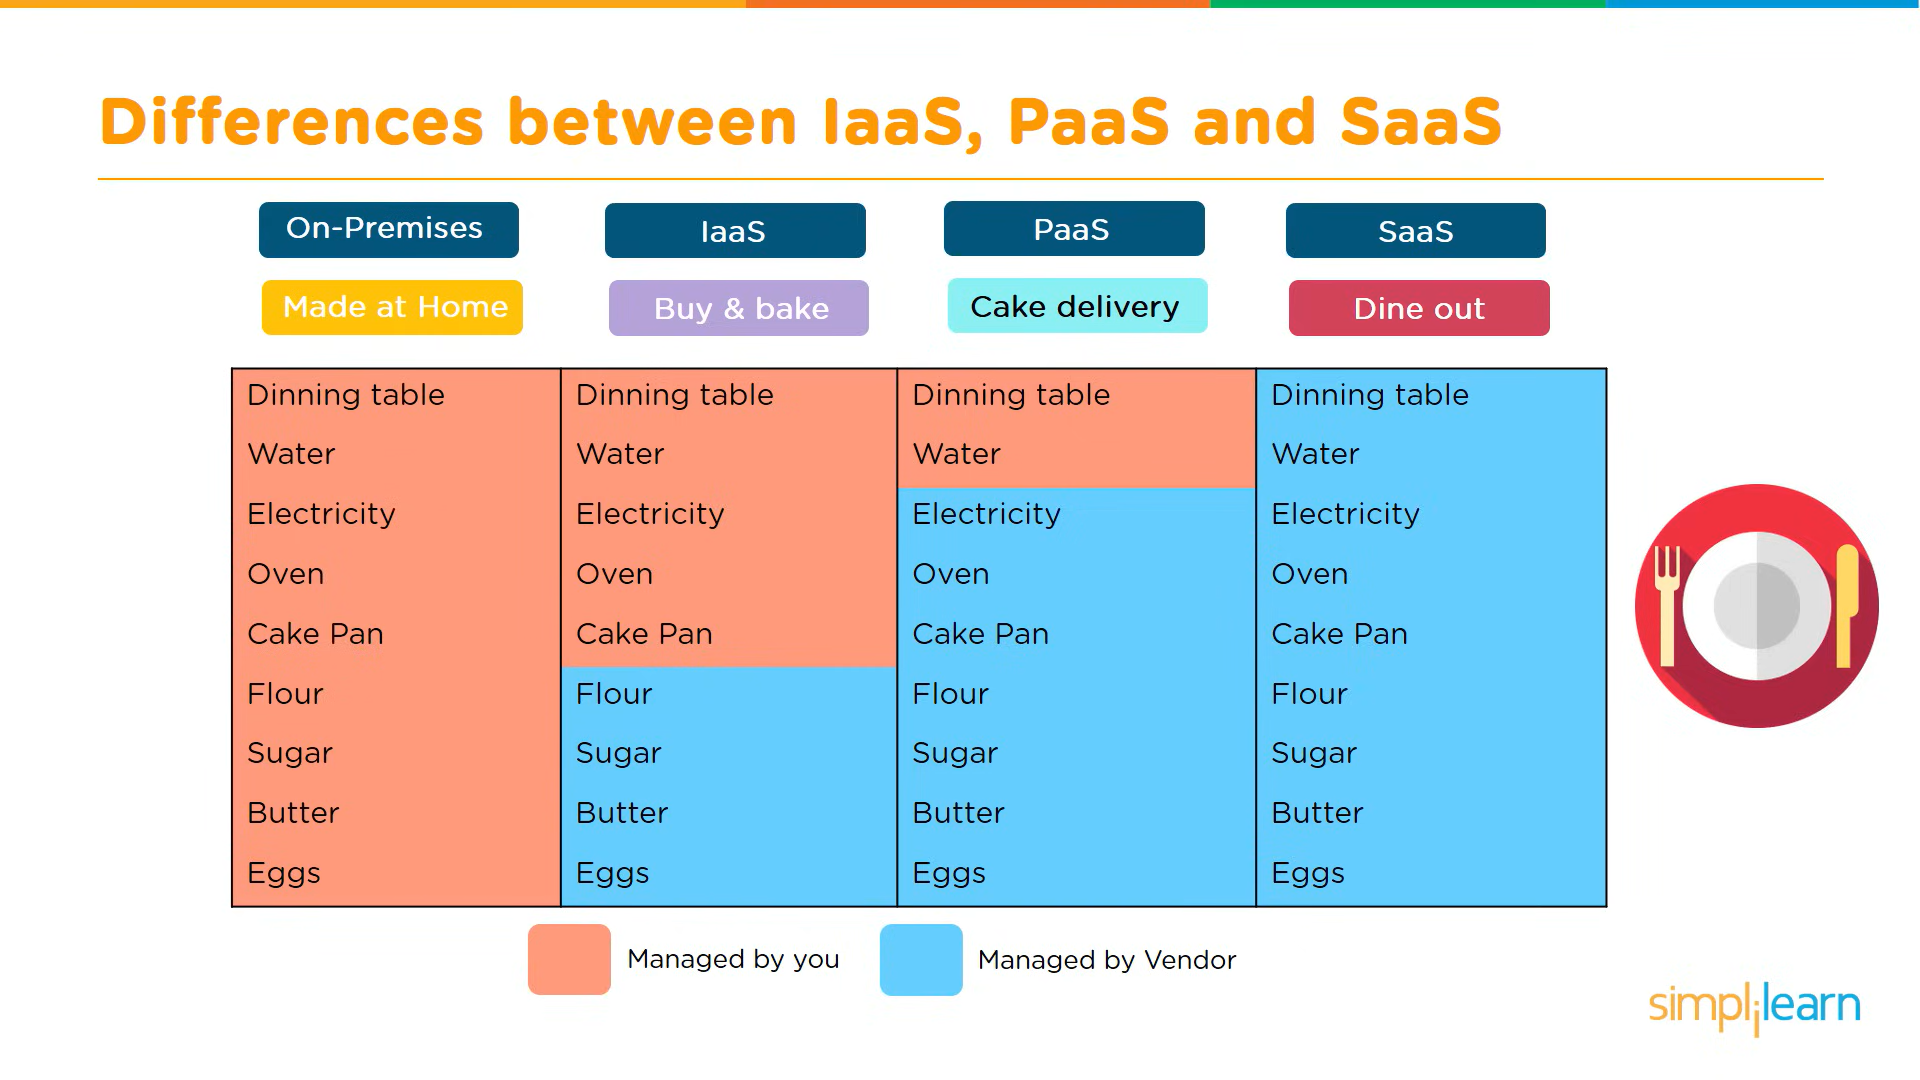 Differences between IaaS, PaaS and SaaS
On-Premises IaaS PaaS SaaS
Made at Home Buy & bake Cake delivery Dine out
Dinning table Dinning table Dinning table Dinning table
Water Water Water Water
Electricity Electricity Electricity Electricity
Oven Oven Oven Oven
Cake Pan Cake Pan Cake Pan Cake Pan
Flour Flour Flour Flour
Sugar Sugar Sugar Sugar
Butter Butter Butter Butter
Eggs Eggs Eggs Eggs
Managed by you Managed by Vendor
simplilearn